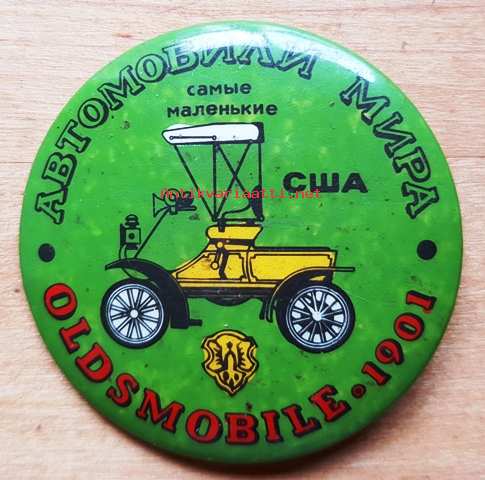 АВТОМОБИЛИ МИРА
самые
маленькие
США
Antikvariaatti.net
• OLDSMOBILE • 1901 •